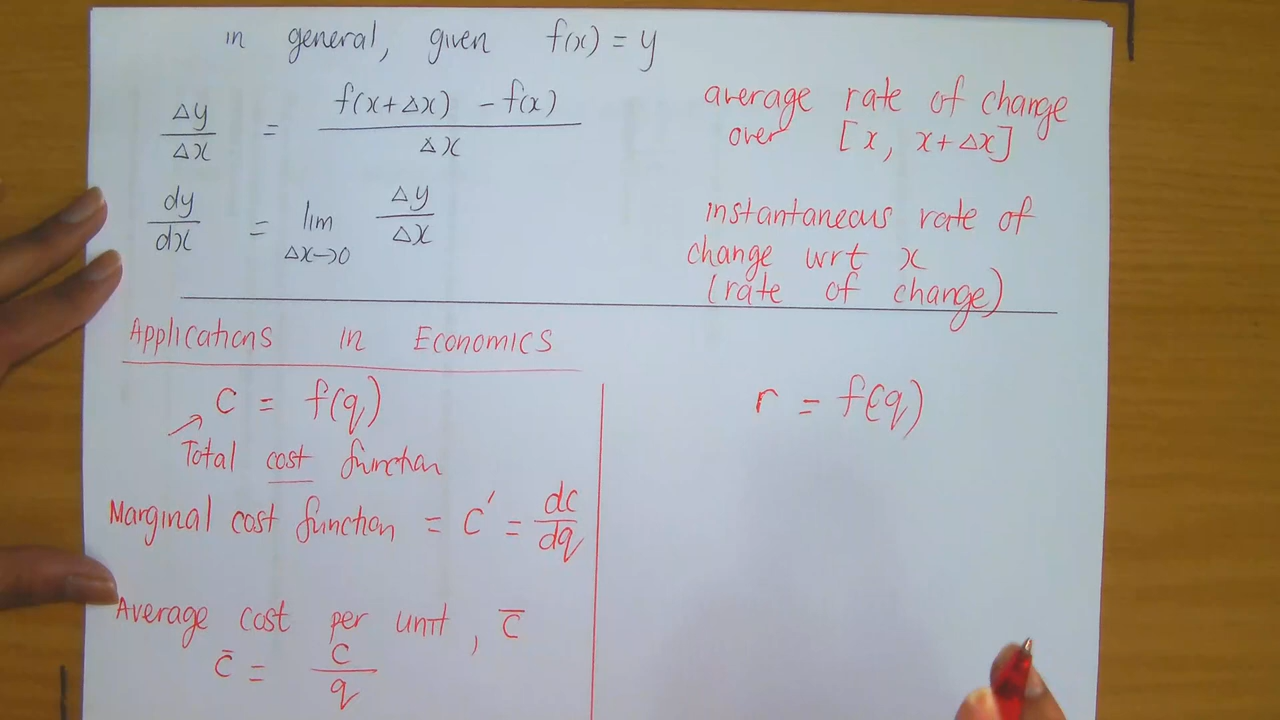 in general, given f(x) = y
Δy/Δx = (f(x+Δx) - f(x))/Δx
average rate of change
over [x, x+Δx]
dy/dx = lim Δx→0 Δy/Δx
instantaneous rate of
change wrt x
(rate of change)
Applications in Economics
C = f(q)
Total cost function
Marginal cost function = C' = dc/dq
Average cost per unit, c̄
c̄ = C/q
r = f(q)